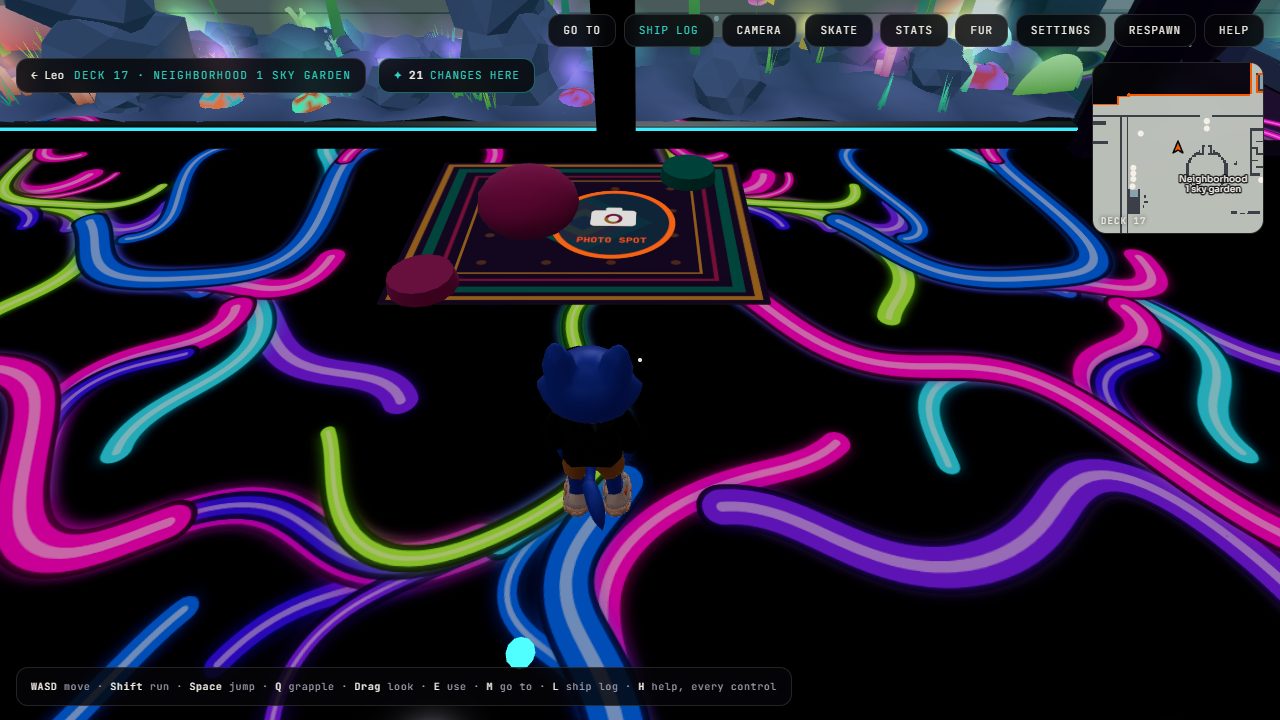 GO TO
SHIP LOG
CAMERA
SKATE
STATS
FUR
SETTINGS
RESPAWN
HELP
← Leo DECK 17 · NEIGHBORHOOD 1 SKY GARDEN
✦ 21 CHANGES HERE
Neighborhood
1 sky garden
DECK 17
PHOTO SPOT
WASD move · Shift run · Space jump · Q grapple · Drag look · E use · M go to · L ship log · H help, every control